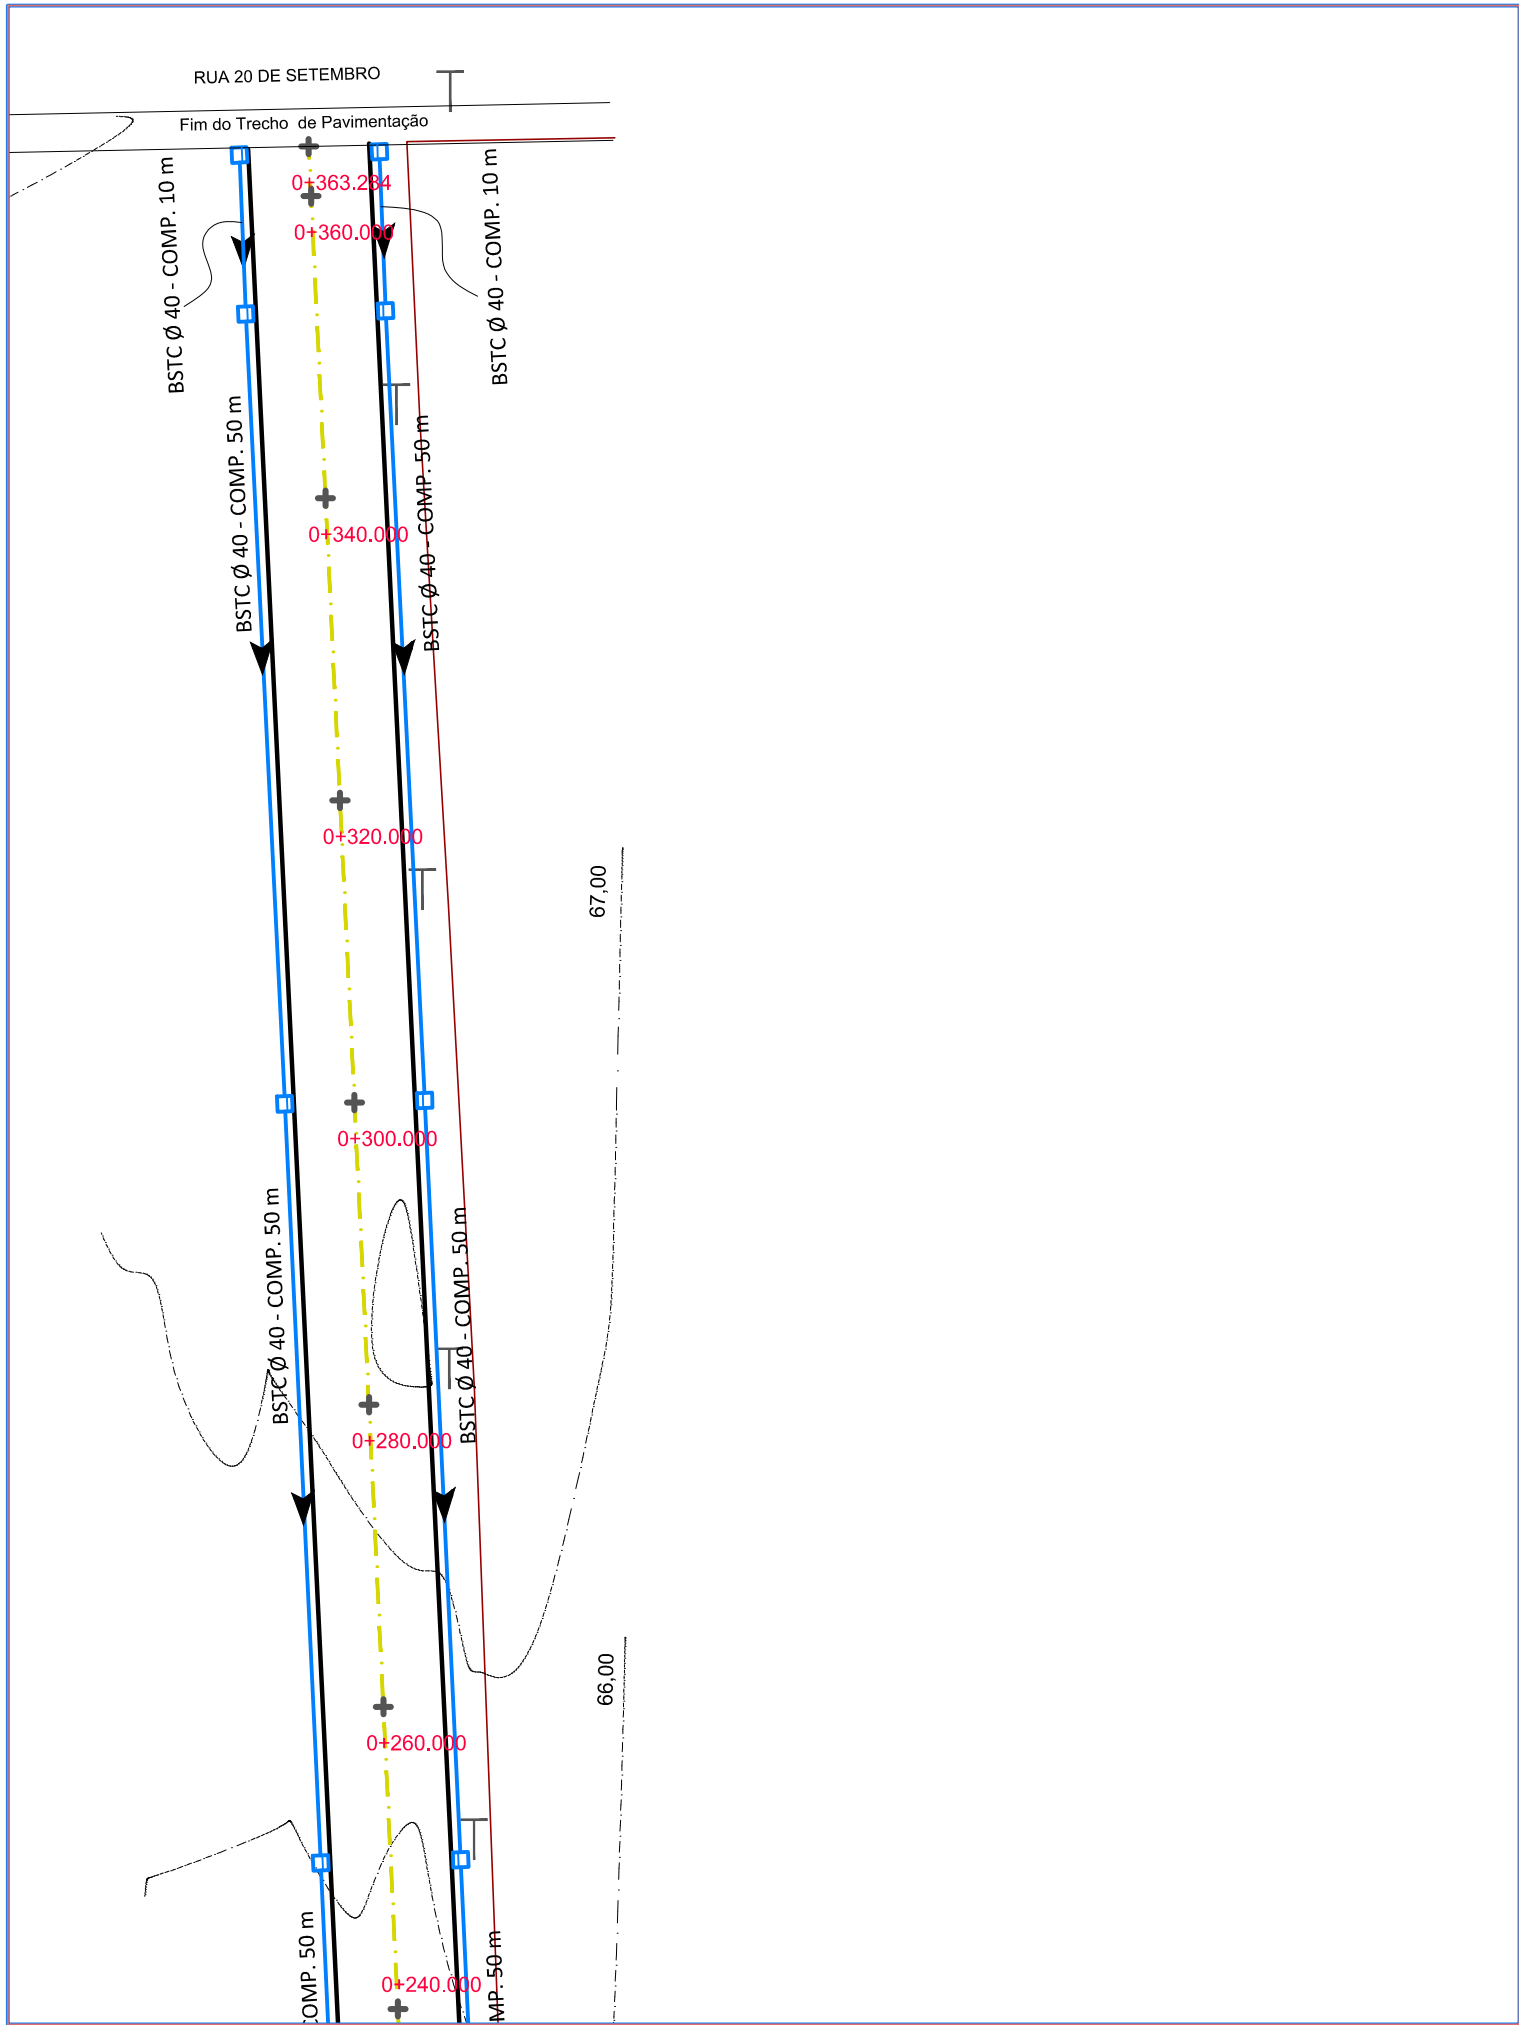 RUA 20 DE SETEMBRO
Fim do Trecho de Pavimentação
BSTC Ø 40 - COMP. 10 m
BSTC Ø 40 - COMP. 10 m
0+363.284
0+360.000
BSTC Ø 40 - COMP. 50 m
BSTC Ø 40 - COMP. 50 m
0+340.000
0+320.000
67,00
0+300.000
BSTC Ø 40 - COMP. 50 m
BSTC Ø 40 - COMP. 50 m
0+280.000
66,00
0+260.000
COMP. 50 m
MP. 50 m
0+240.000